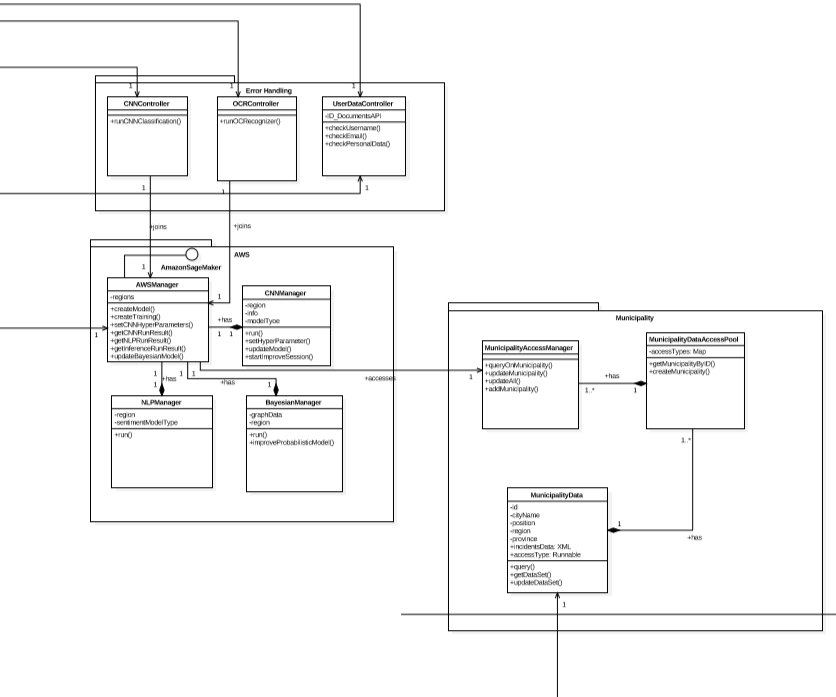 1
1
1
Error Handling
CNNController
+runCNNClassification()
OCRController
+runOCRecognizer()
UserDataController
-ID_DocumentsAPI
+checkUsername()
+checkEmail()
+checkPersonalData()
1
1
1
+joins
+joins
AWS
1
AmazonSageMaker
AWSManager
-regions
+createModel()
+createTraining()
+setCNNHyperParameters()
+getCNNRunResult()
+getNLPRunResult()
+getInferenceRunResult()
+updateBayesianModel()
1
1
+has
1
1
CNNManager
-region
-info
-modelType
+run()
+setHyperParameter()
+updateModel()
+startImproveSession()
1
1
+has
1
+has
1
+accesses
1
NLPManager
-region
-sentimentModelType
+run()
BayesianManager
-graphData
-region
+run()
+improveProbabilisticModel()
Municipality
MunicipalityAccessManager
+queryOnMunicipality()
+updateMunicipality()
+updateAll()
+addMunicipality()
+has
1..*
1
MunicipalityDataAccessPool
-accessTypes: Map
+getMunicipalityByID()
+createMunicipality()
1..*
+has
1
MunicipalityData
-id
-cityName
-position
-region
-province
+incidentsData: XML
+accessType: Runnable
+query()
+getDataSet()
+updateDataSet()
1